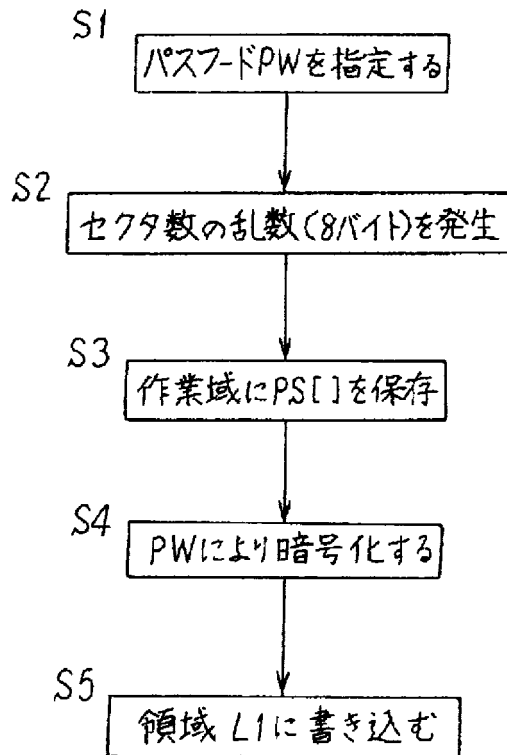 S1
パスワードPWを指定する
S2
セクタ数の乱数(8バイト)を発生
S3
作業域にPS[]を保存
S4
PWにより暗号化する
S5
領域 L1に書き込む